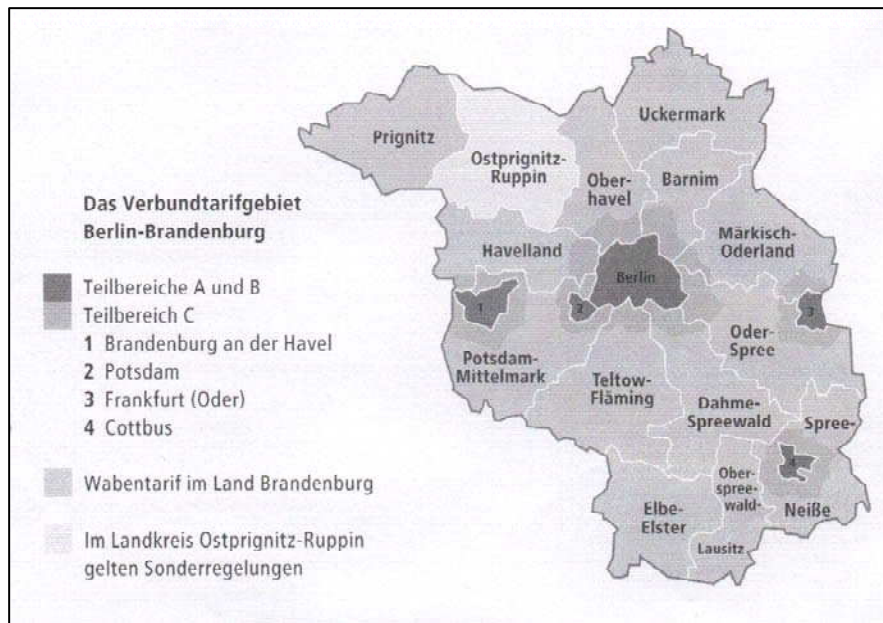 Das Verbundtarifgebiet
Berlin-Brandenburg
Teilbereiche A und B
Teilbereich C
1 Brandenburg an der Havel
2 Potsdam
3 Frankfurt (Oder)
4 Cottbus
Wabentarif im Land Brandenburg
Im Landkreis Ostprignitz-Ruppin
gelten Sonderregelungen
Prignitz
Ostprignitz-
Ruppin
Uckermark
Ober-
havel
Barnim
Havelland
Märkisch-
Oderland
Berlin
1
2
3
Oder-
Spree
Potsdam-
Mittelmark
Teltow-
Fläming
Dahme-
Spreewald
Spree-
4
Neiße
Ober-
spree-
wald-
Lausitz
Elbe-
Elster